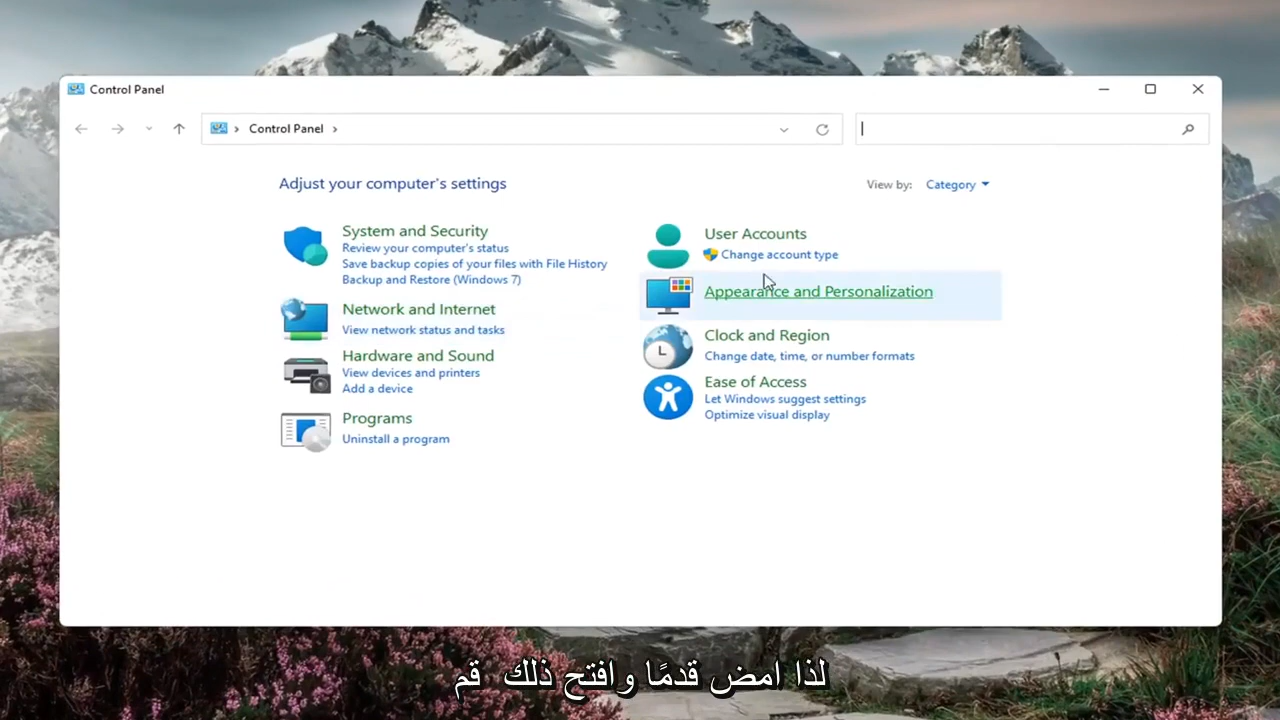 Control Panel
Control Panel
Adjust your computer's settings
View by: Category
System and Security
Review your computer's status
Save backup copies of your files with File History
Backup and Restore (Windows 7)
Network and Internet
View network status and tasks
Hardware and Sound
View devices and printers
Add a device
Programs
Uninstall a program
User Accounts
Change account type
Appearance and Personalization
Clock and Region
Change date, time, or number formats
Ease of Access
Let Windows suggest settings
Optimize visual display
لذا امض قدمًا وافتح ذلك قم